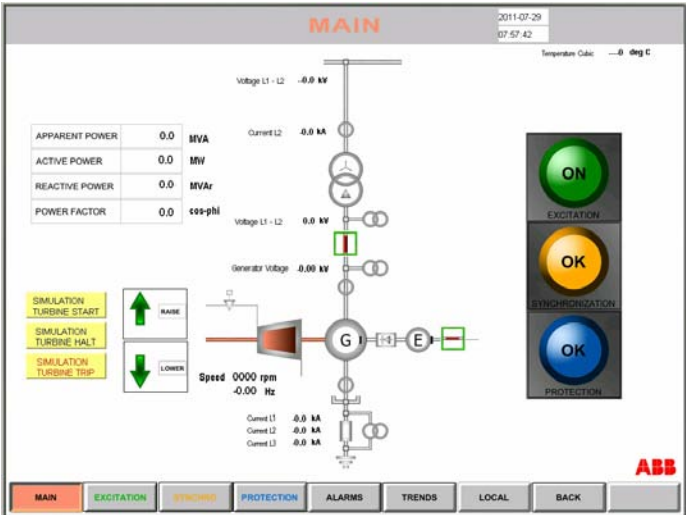 MAIN
2011-07-29
07:57:42
Temperature Cubic ----.0 deg C
Voltage L1 - L2 --0.0 kV
Current L2 -0.0 kA
APPARENT POWER 0.0 MVA
ACTIVE POWER 0.0 MW
REACTIVE POWER 0.0 MVAr
POWER FACTOR 0.0 cos-phi
ON
EXCITATION
Voltage L1 - L2 0.0 kV
OK
SYNCHRONIZATION
Generator Voltage -0.00 kV
SIMULATION
TURBINE START
RAISE
SIMULATION
TURBINE HALT
G
E
OK
SIMULATION
TURBINE TRIP
LOWER
Speed 0000 rpm
-0.00 Hz
PROTECTION
Current L1 -0.0 kA
Current L2 -0.0 kA
Current L3 -0.0 kA
ABB
MAIN EXCITATION SYNCHRO PROTECTION ALARMS TRENDS LOCAL BACK